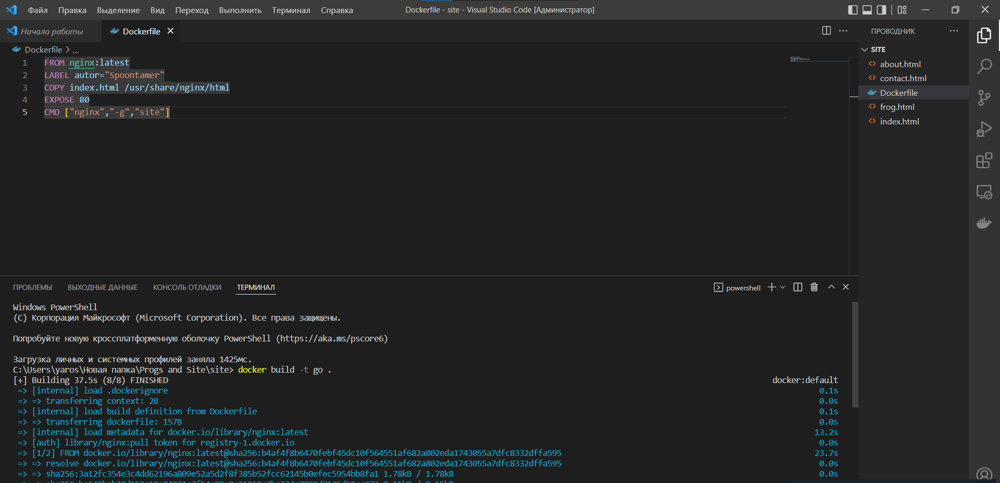 Файл Правка Выделение Вид Переход Выполнить Терминал Справка
Dockerfile - site - Visual Studio Code [Администратор]
Начало работы
Dockerfile
Dockerfile > ...
1 FROM nginx:latest
2 LABEL autor="Spoontamer"
3 COPY index.html /usr/share/nginx/html
4 EXPOSE 80
5 CMD ["nginx","-g","site"]
ПРОВОДНИК
SITE
about.html
contact.html
Dockerfile
frog.html
index.html
ПРОБЛЕМЫ ВЫХОДНЫЕ ДАННЫЕ КОНСОЛЬ ОТЛАДКИ ТЕРМИНАЛ
powershell
Windows PowerShell
(C) Корпорация Майкрософт (Microsoft Corporation). Все права защищены.
Попробуйте новую кроссплатформенную оболочку PowerShell (https://aka.ms/pscore6)
Загрузка личных и системных профилей заняла 1425мс.
C:\Users\yaros\Новая папка\Progs and Site\site> docker build -t go .
[+] Building 37.5s (8/8) FINISHED docker:default
=> [internal] load .dockerignore 0.1s
=> => transferring context: 2B 0.0s
=> [internal] load build definition from Dockerfile 0.1s
=> => transferring dockerfile: 157B 0.0s
=> [internal] load metadata for docker.io/library/nginx:latest 13.2s
=> [auth] library/nginx:pull token for registry-1.docker.io 0.0s
=> [1/2] FROM docker.io/library/nginx:latest@sha256:b4af4f8b6470febf45dc10f564551af682a802eda1743055a7dfc8332dffa595 23.7s
=> => resolve docker.io/library/nginx:latest@sha256:b4af4f8b6470febf45dc10f564551af682a802eda1743055a7dfc8332dffa595 0.0s
=> => sha256:3a12fc354e3c4dd62196a809e52a5d2f8f385b52fcc62145b0efec5954bb8fa1 1.78kB / 1.78kB 0.0s